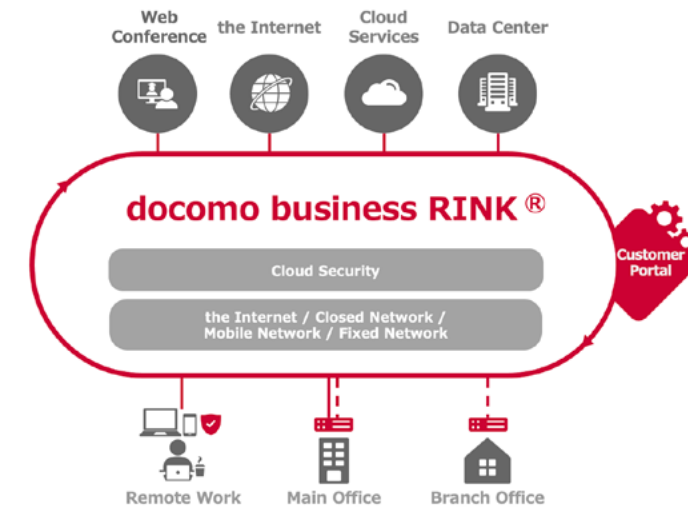 Web
Conference
the Internet
Cloud
Services
Data Center
docomo business RINK ®
Customer
Portal
Cloud Security
the Internet / Closed Network /
Mobile Network / Fixed Network
Remote Work
Main Office
Branch Office